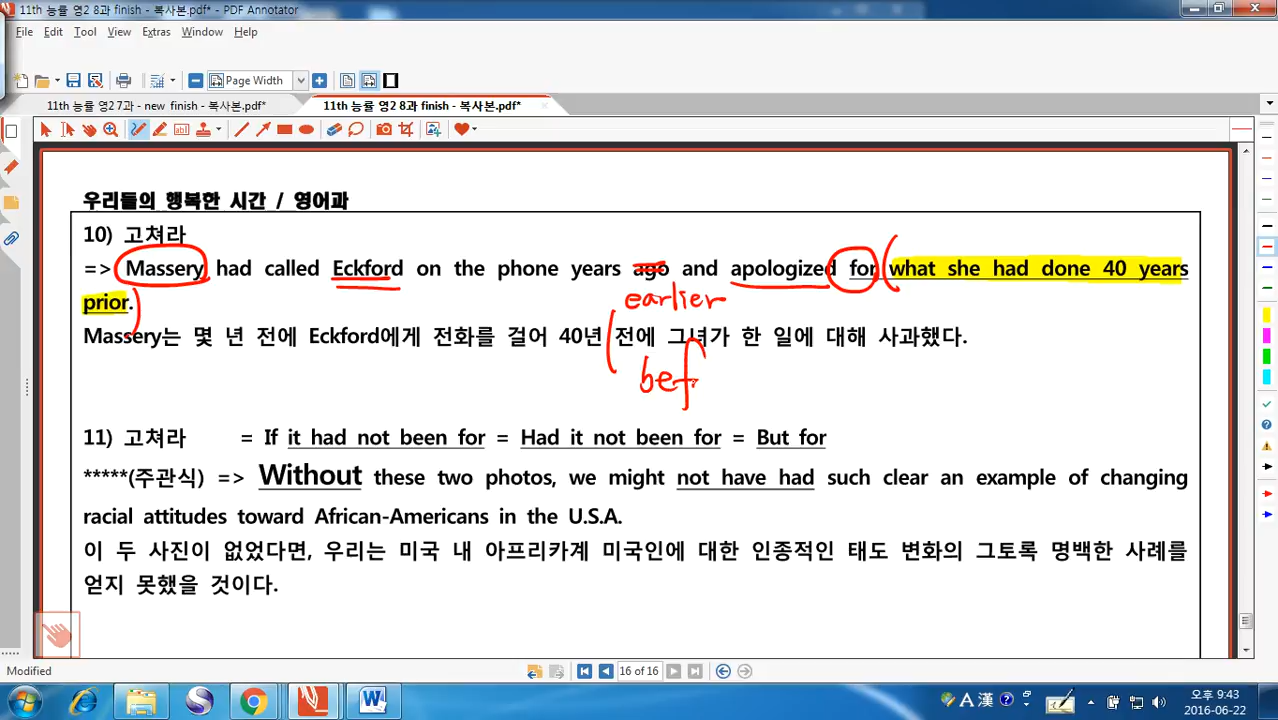 11th 능률 영2 8과 finish - 복사본.pdf* - PDF Annotator
File Edit Tool View Extras Window Help
Page Width
11th 능률 영2 7과 - new finish - 복사본.pdf* 11th 능률 영2 8과 finish - 복사본.pdf*
우리들의 행복한 시간 / 영어과
10) 고쳐라
=> Massery had called Eckford on the phone years ago and apologized for what she had done 40 years
earlier
prior.
Massery는 몇 년 전에 Eckford에게 전화를 걸어 40년 전에 그녀가 한 일에 대해 사과했다.
bef
11) 고쳐라 = If it had not been for = Had it not been for = But for
*****(주관식) => Without these two photos, we might not have had such clear an example of changing
racial attitudes toward African-Americans in the U.S.A.
이 두 사진이 없었다면, 우리는 미국 내 아프리카계 미국인에 대한 인종적인 태도 변화의 그토록 명백한 사례를
얻지 못했을 것이다.
Modified
16 of 16
A 漢
오후 9:43
2016-06-22